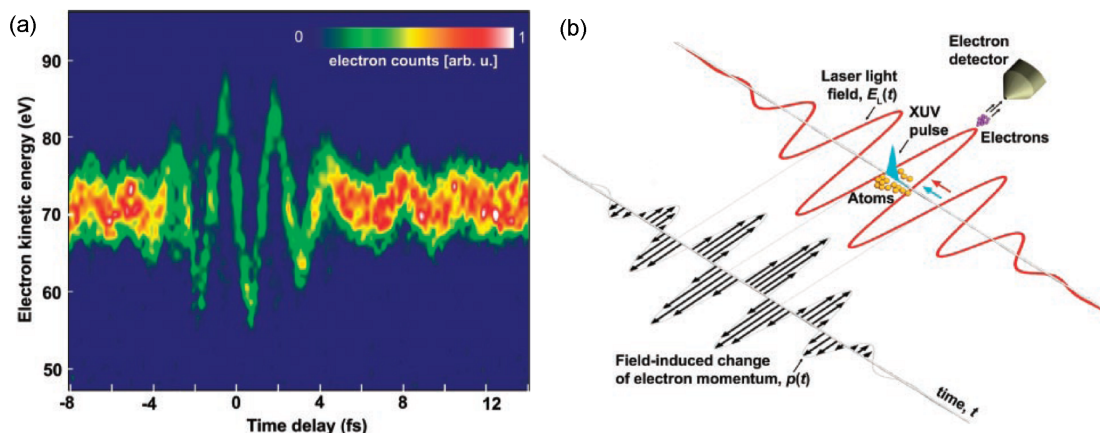 (a)
0
1
electron counts [arb. u.]
Electron kinetic energy (eV)
90
80
70
60
50
-8
-4
0
4
8
12
Time delay (fs)
(b)
Electron
detector
Laser light
field, E_L(t)
XUV
pulse
Electrons
Atoms
Field-induced change
of electron momentum, p(t)
time, t